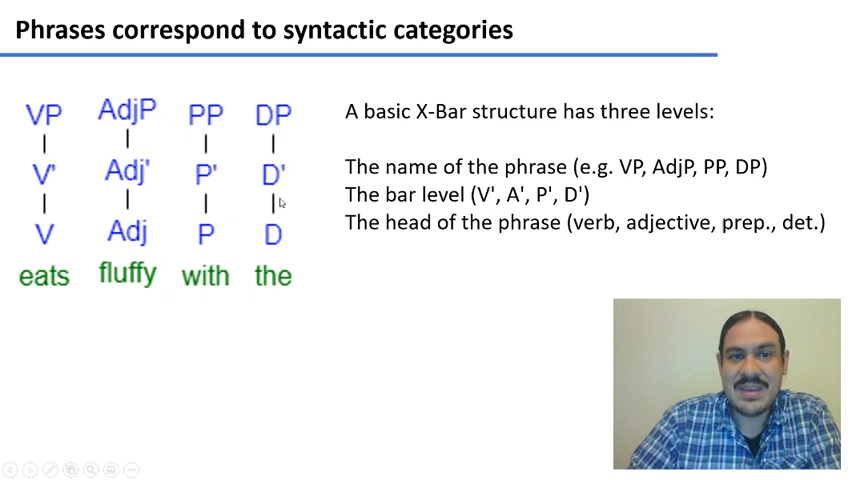 Phrases correspond to syntactic categories
VP AdjP PP DP
V' Adj' P' D'
V Adj P D
eats fluffy with the
A basic X-Bar structure has three levels:
The name of the phrase (e.g. VP, AdjP, PP, DP)
The bar level (V', A', P', D')
The head of the phrase (verb, adjective, prep., det.)